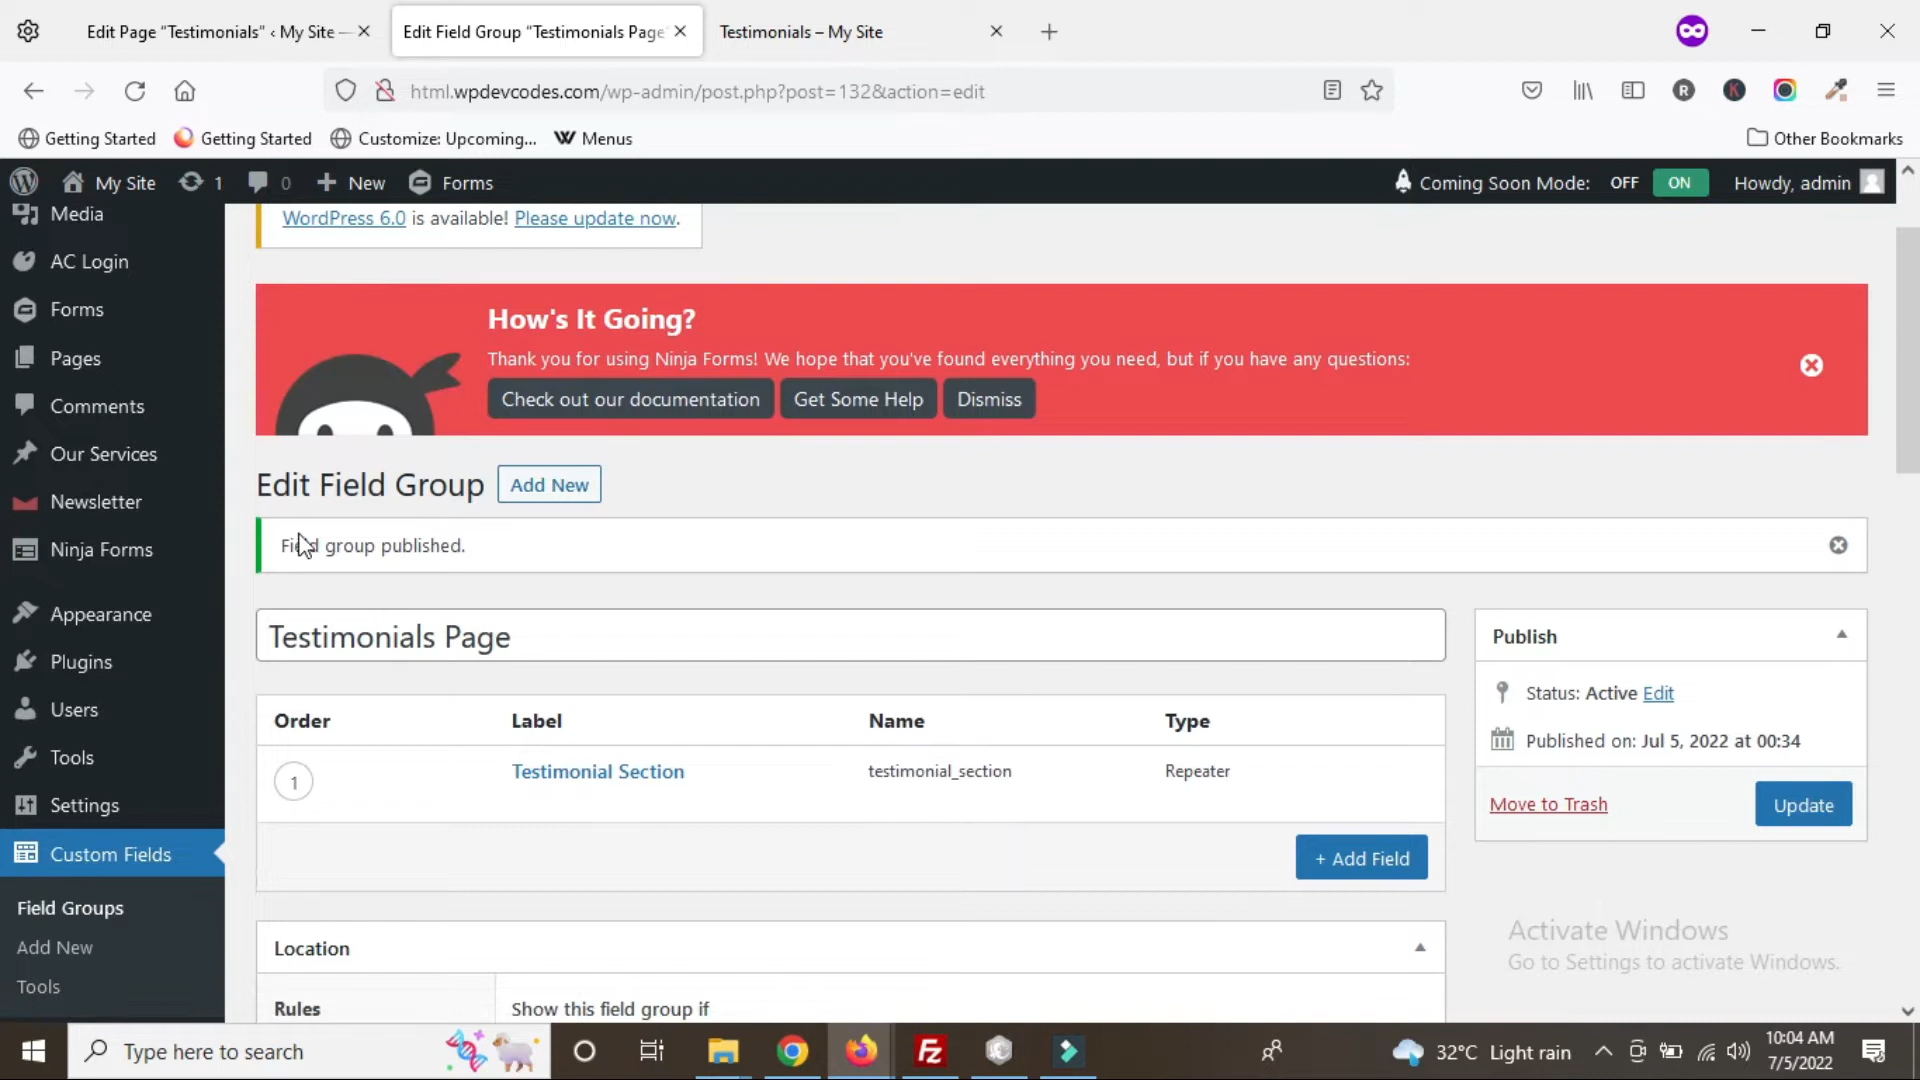 Edit Page “Testimonials” ‹ My Site —
Edit Field Group “Testimonials Page
Testimonials – My Site
html.wpdevcodes.com/wp-admin/post.php?post=132&action=edit
Getting Started
Getting Started
Customize: Upcoming...
Menus
Other Bookmarks
My Site
1
0
New
Forms
Coming Soon Mode:
OFF
ON
Howdy, admin
Media
AC Login
Forms
Pages
Comments
Our Services
Newsletter
Ninja Forms
Appearance
Plugins
Users
Tools
Settings
Custom Fields
Field Groups
Add New
Tools
WordPress 6.0 is available! Please update now.
How's It Going?
Thank you for using Ninja Forms! We hope that you've found everything you need, but if you have any questions:
Check out our documentation
Get Some Help
Dismiss
Edit Field Group
Add New
Field group published.
Testimonials Page
Order
Label
Name
Type
1
Testimonial Section
testimonial_section
Repeater
+ Add Field
Location
Rules
Show this field group if
Publish
Status: Active Edit
Published on: Jul 5, 2022 at 00:34
Move to Trash
Update
Activate Windows
Go to Settings to activate Windows.
Type here to search
32°C Light rain
10:04 AM
7/5/2022